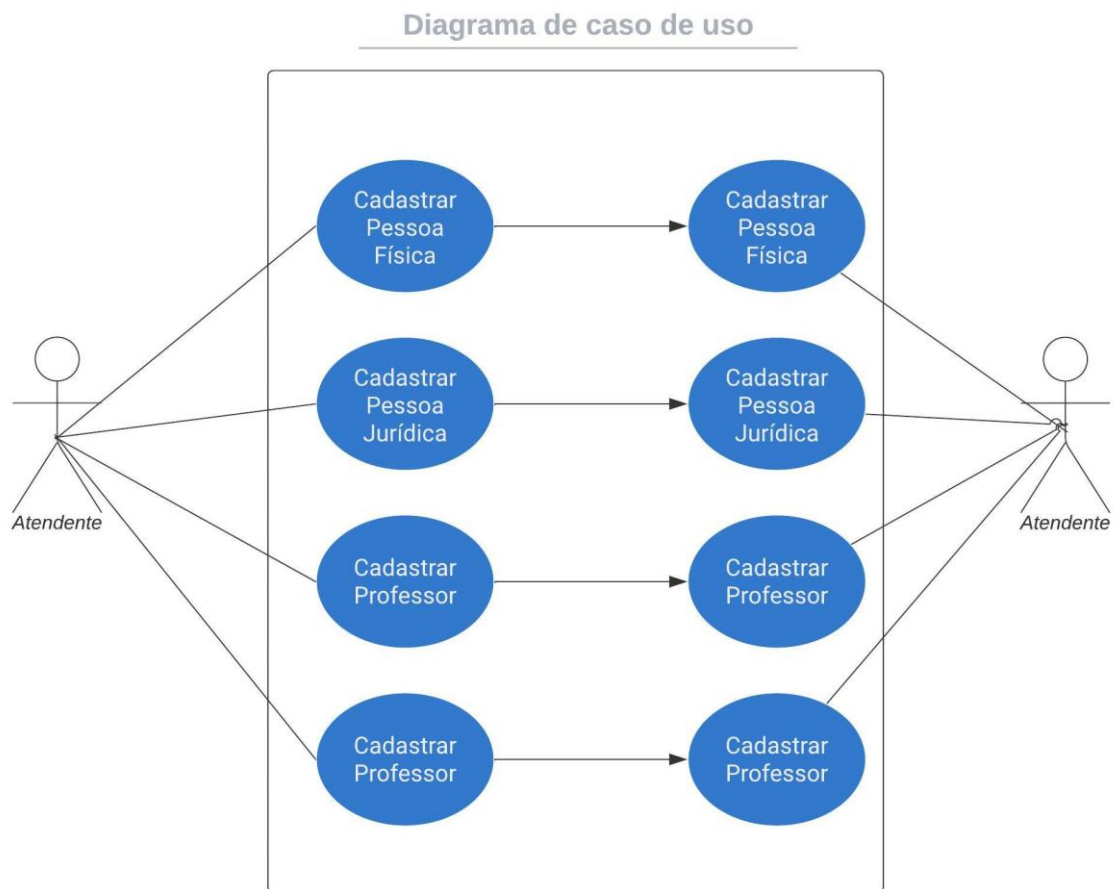 Diagrama de caso de uso
Cadastrar
Pessoa
Física
Cadastrar
Pessoa
Física
Cadastrar
Pessoa
Jurídica
Cadastrar
Pessoa
Jurídica
Atendente
Atendente
Cadastrar
Professor
Cadastrar
Professor
Cadastrar
Professor
Cadastrar
Professor